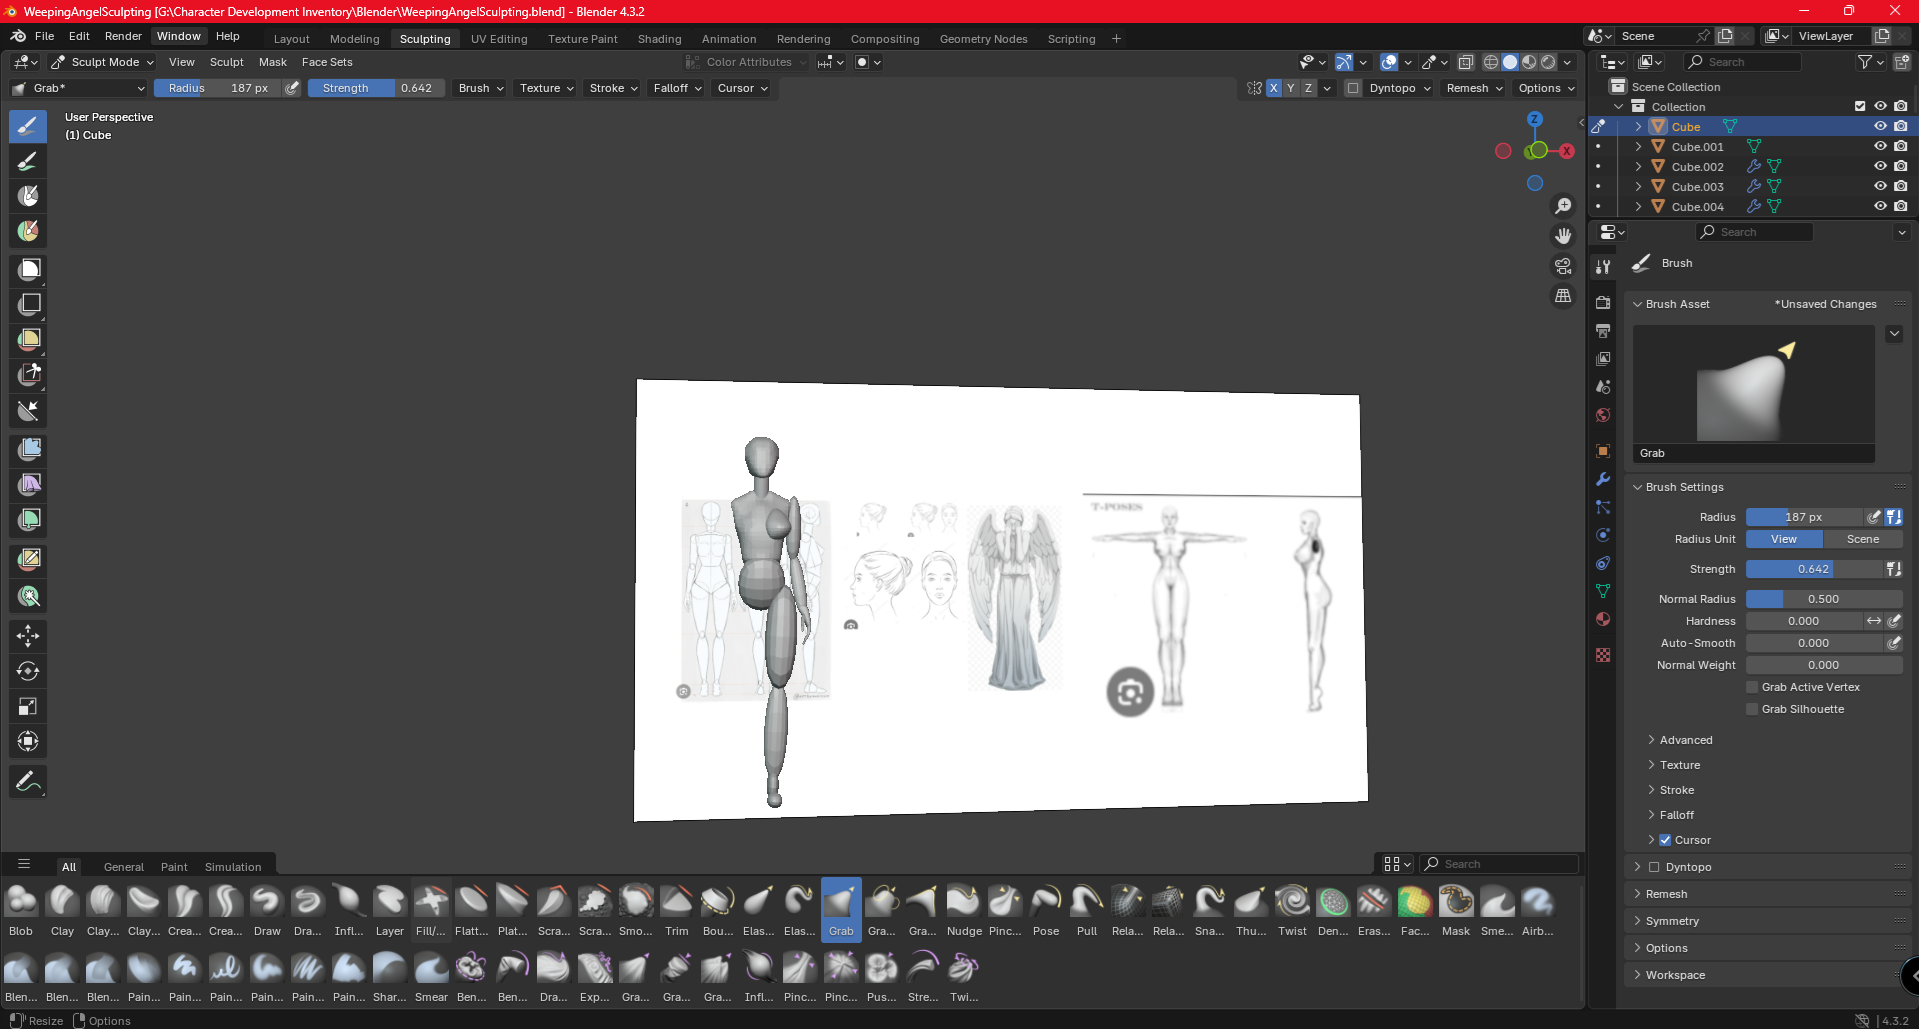 WeepingAngelSculpting [G:\Character Development Inventory\Blender\WeepingAngelSculpting.blend] - Blender 4.3.2
File Edit Render Window Help
Layout Modeling Sculpting UV Editing Texture Paint Shading Animation Rendering Compositing Geometry Nodes Scripting +
Scene ViewLayer
Sculpt Mode View Sculpt Mask Face Sets
Color Attributes
Search
Grab* Radius 187 px Strength 0.642 Brush Texture Stroke Falloff Cursor
X Y Z Dyntopo Remesh Options
Scene Collection
Collection
Cube
Cube.001
Cube.002
Cube.003
Cube.004
User Perspective
(1) Cube
Z
X
Search
Brush
Brush Asset *Unsaved Changes
Grab
Brush Settings
Radius 187 px
Radius Unit View Scene
Strength 0.642
Normal Radius 0.500
Hardness 0.000
Auto-Smooth 0.000
Normal Weight 0.000
Grab Active Vertex
Grab Silhouette
Advanced
Texture
Stroke
Falloff
Cursor
Dyntopo
Remesh
Symmetry
Options
Workspace
T-POSES
All General Paint Simulation
Search
Blob Clay Clay... Clay... Crea... Crea... Draw Dra... Infl... Layer Fill/... Flatt... Plat... Scra... Scra... Smo... Trim Bou... Elas... Elas... Grab Gra... Gra... Nudge Pinc... Pose Pull Rela... Rela... Sna... Thu... Twist Den... Eras... Fac... Mask Sme... Airb...
Blen... Blen... Blen... Pain... Pain... Pain... Pain... Pain... Pain... Shar... Smear Ben... Ben... Dra... Exp... Gra... Gra... Gra... Infl... Pinc... Pinc... Pus... Stre... Twi...
Resize Options
4.3.2